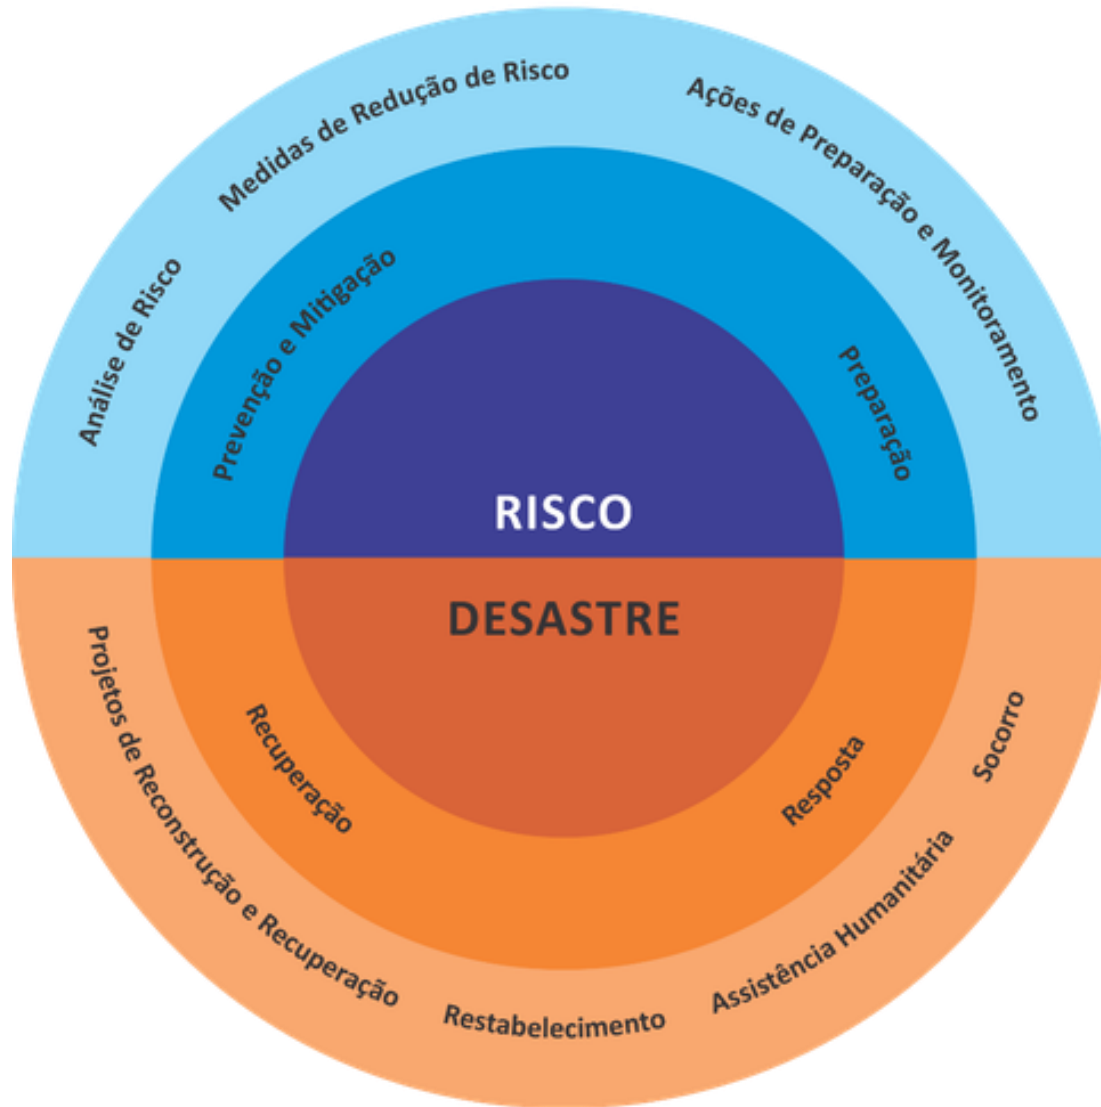 Medidas de Redução de Risco
Ações de Preparação e Monitoramento
Análise de Risco
Prevenção e Mitigação
Preparação
RISCO
DESASTRE
Recuperação
Resposta
Projetos de Reconstrução e Recuperação
Socorro
Assistência Humanitária
Restabelecimento